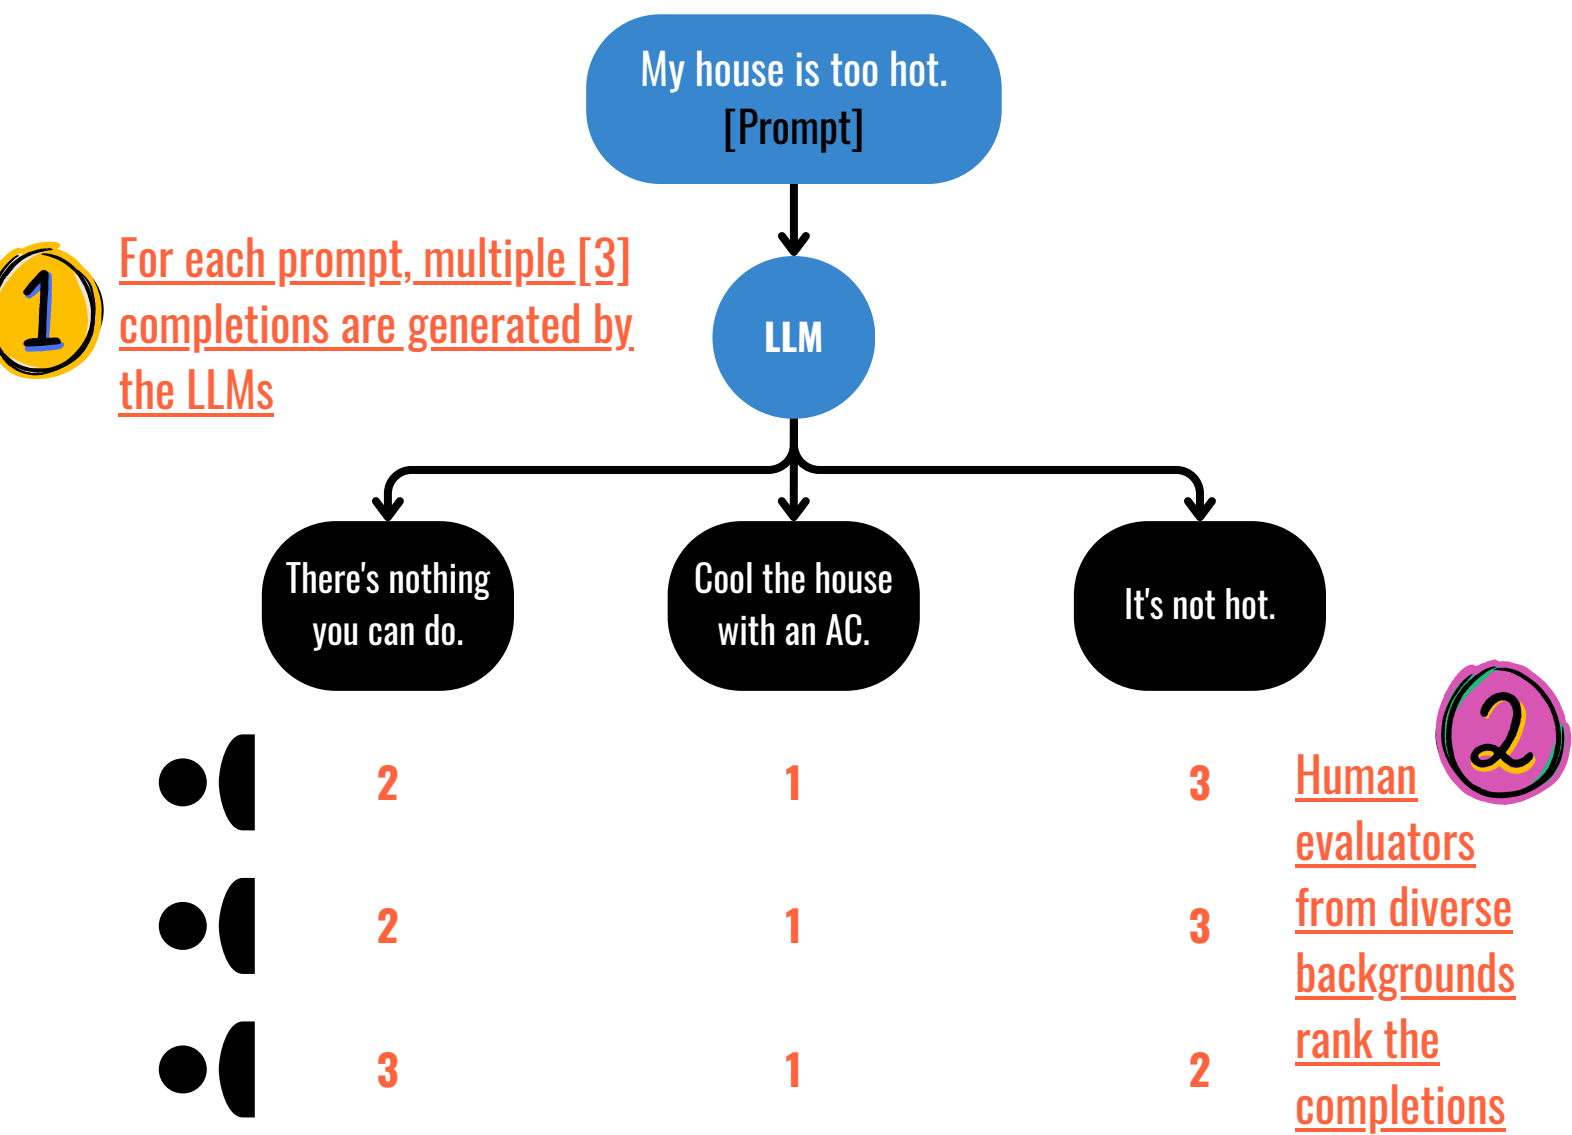 My house is too hot.
[Prompt]
1
For each prompt, multiple [3]
completions are generated by
the LLMs
LLM
There's nothing
you can do.
Cool the house
with an AC.
It's not hot.
2
2 1 3
2 1 3
3 1 2
Human
evaluators
from diverse
backgrounds
rank the
completions